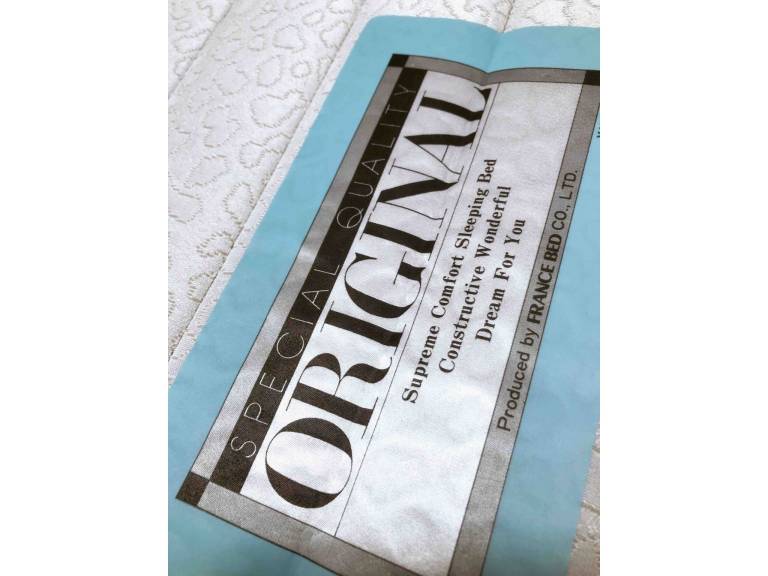 SPECIAL QUALITY
ORIGINAL
Supreme Comfort Sleeping Bed
Constructive Wonderful
Dream For You
Produced by FRANCE BED CO., LTD.